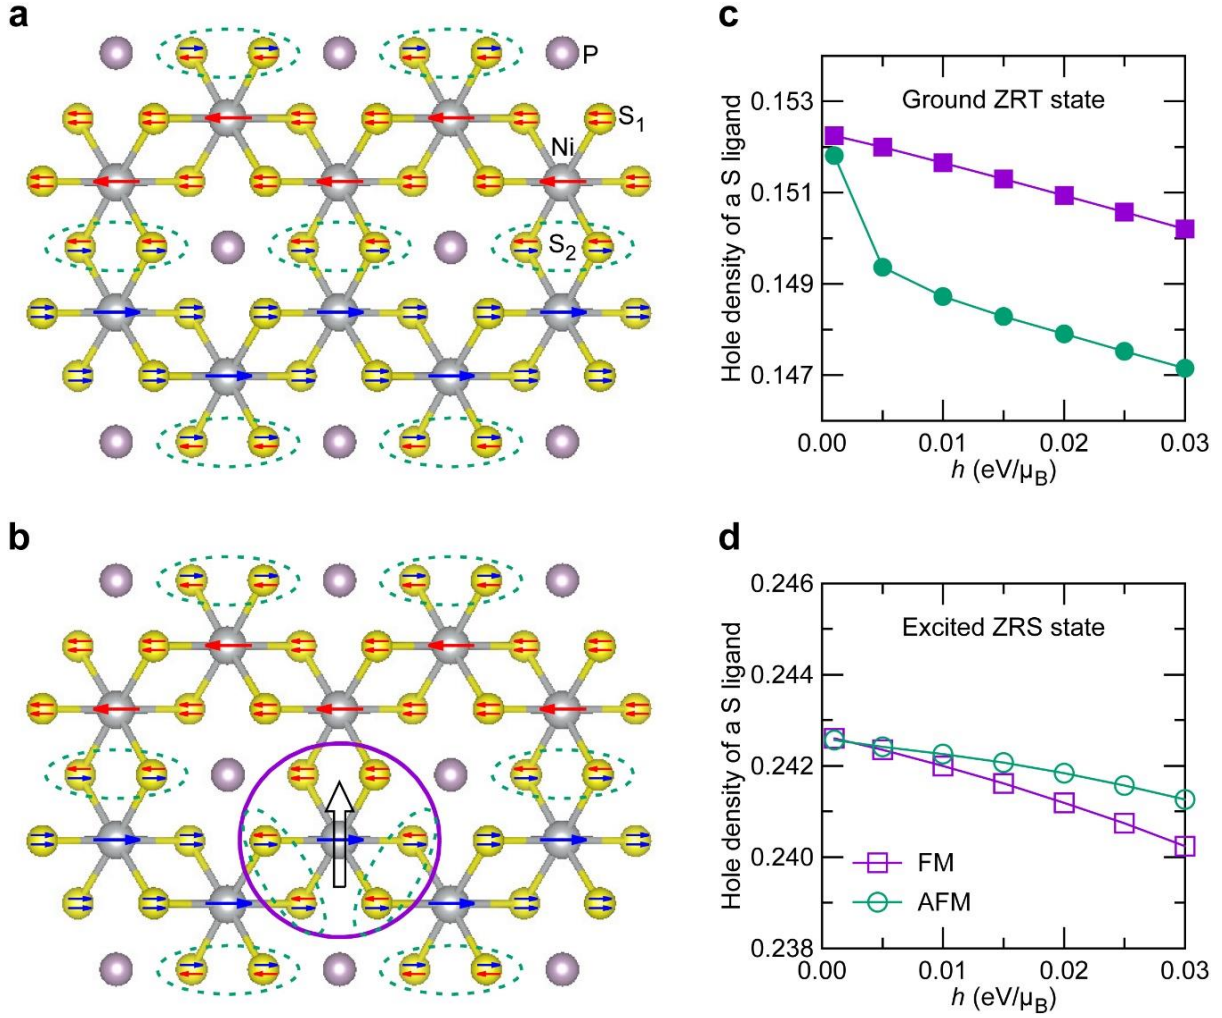 a
P
S1
Ni
S2
c
0.153
0.151
0.149
0.147
Hole density of a S ligand
Ground ZRT state
0.00 0.01 0.02 0.03
h (eV/μB)
b
d
0.246
0.244
0.242
0.240
0.238
Hole density of a S ligand
Excited ZRS state
FM
AFM
0.00 0.01 0.02 0.03
h (eV/μB)